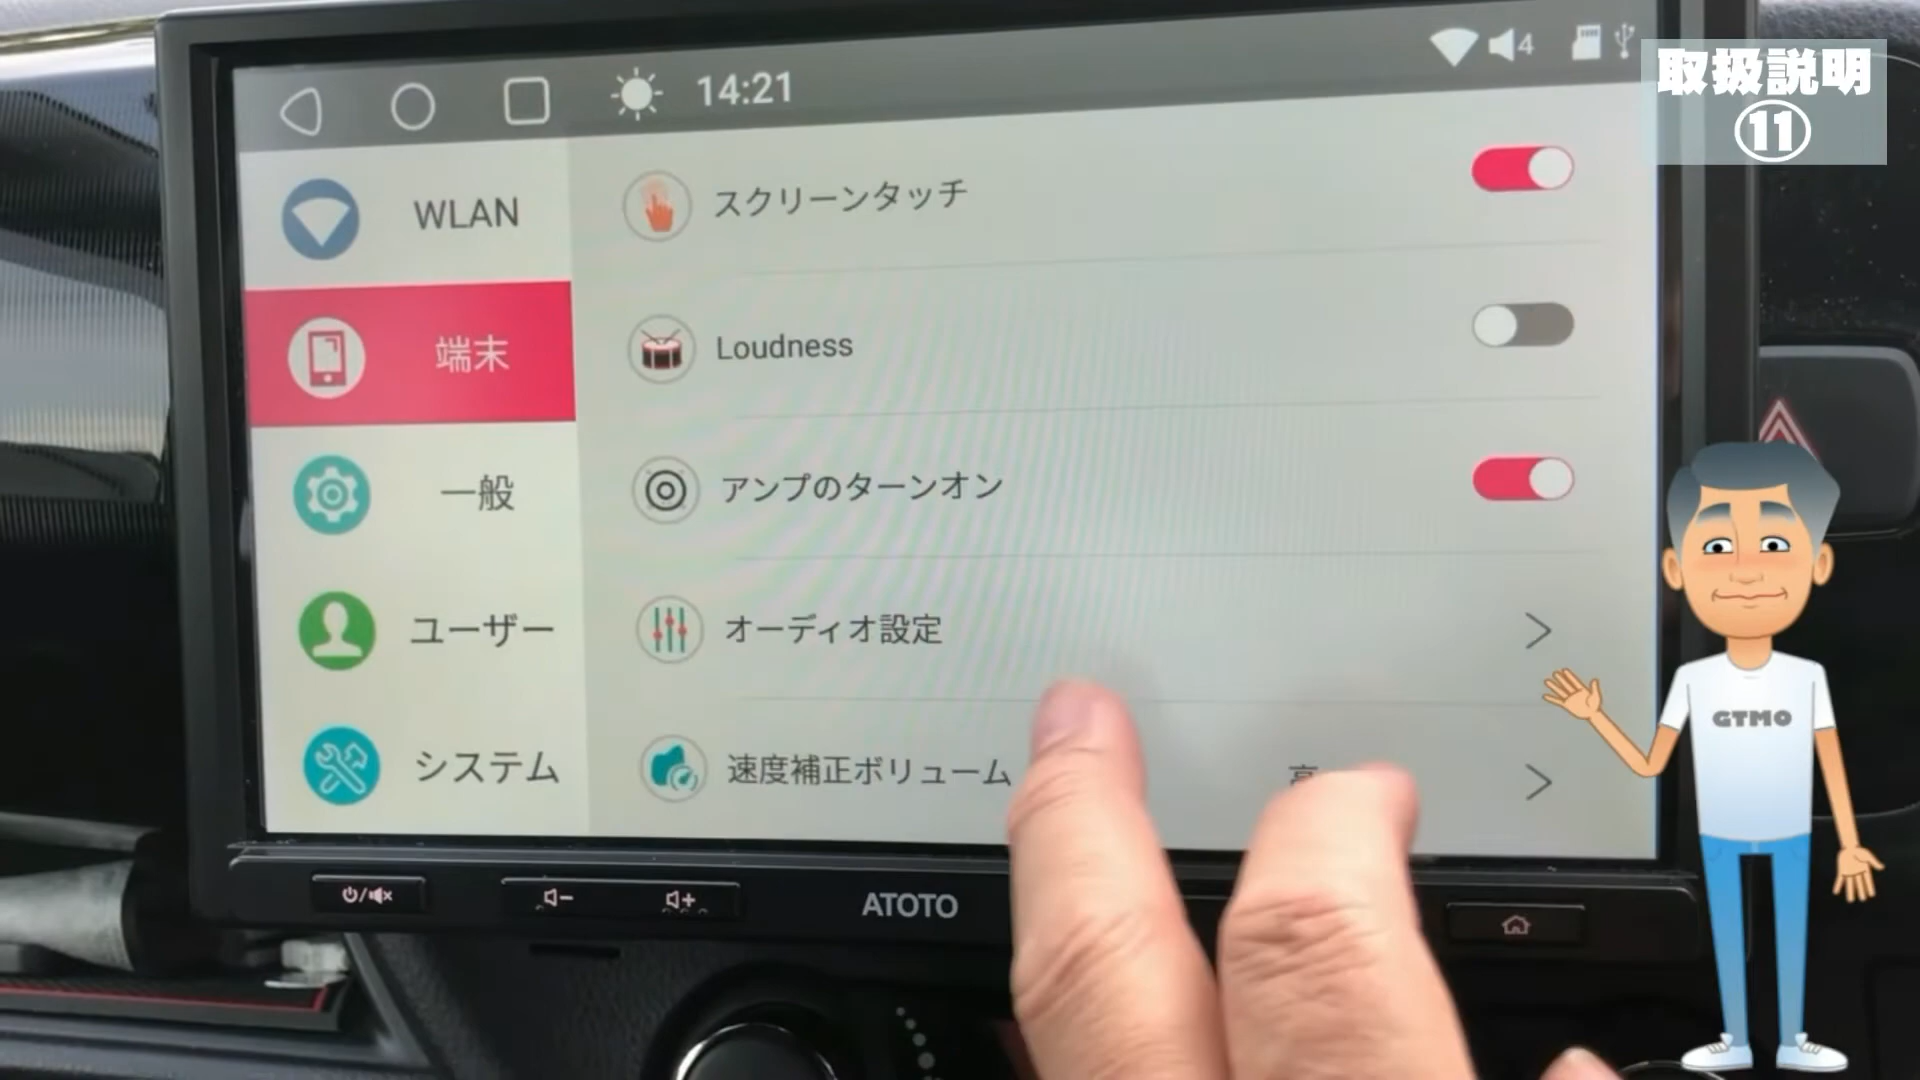 14:21
4
取扱説明
⑪
WLAN
端末
一般
ユーザー
システム
スクリーンタッチ
Loudness
アンプのターンオン
オーディオ設定
速度補正ボリューム
高
ATOTO
GTMO